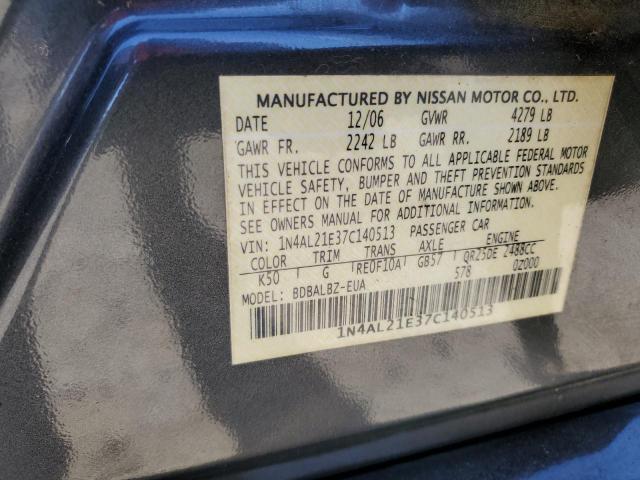 MANUFACTURED BY NISSAN MOTOR CO., LTD.
DATE 12/06 GVWR 4279 LB
GAWR FR. 2242 LB GAWR RR. 2189 LB
THIS VEHICLE CONFORMS TO ALL APPLICABLE FEDERAL MOTOR
VEHICLE SAFETY, BUMPER AND THEFT PREVENTION STANDARDS
IN EFFECT ON THE DATE OF MANUFACTURE SHOWN ABOVE.
SEE OWNERS MANUAL FOR ADDITIONAL INFORMATION.
VIN: 1N4AL21E37C140513 PASSENGER CAR
COLOR TRIM TRANS AXLE ENGINE
K50 G RE0F10A GB57 QR25DE 2488CC
MODEL: BDBALBZ-EUA 578 0Z000
1N4AL21E37C140513